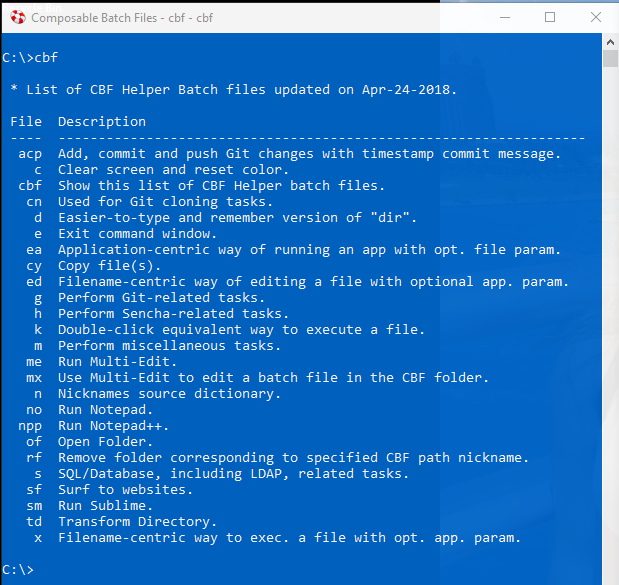 Composable Batch Files - cbf - cbf
C:\>cbf
* List of CBF Helper Batch files updated on Apr-24-2018.
File  Description
----  ------------------------------------------------------------------
acp  Add, commit and push Git changes with timestamp commit message.
c  Clear screen and reset color.
cbf  Show this list of CBF Helper batch files.
cn  Used for Git cloning tasks.
d  Easier-to-type and remember version of "dir".
e  Exit command window.
ea  Application-centric way of running an app with opt. file param.
cy  Copy file(s).
ed  Filename-centric way of editing a file with optional app. param.
g  Perform Git-related tasks.
h  Perform Sencha-related tasks.
k  Double-click equivalent way to execute a file.
m  Perform miscellaneous tasks.
me  Run Multi-Edit.
mx  Use Multi-Edit to edit a batch file in the CBF folder.
n  Nicknames source dictionary.
no  Run Notepad.
npp  Run Notepad++.
of  Open Folder.
rf  Remove folder corresponding to specified CBF path nickname.
s  SQL/Database, including LDAP, related tasks.
sf  Surf to websites.
sm  Run Sublime.
td  Transform Directory.
x  Filename-centric way to exec. a file with opt. app. param.
C:\>